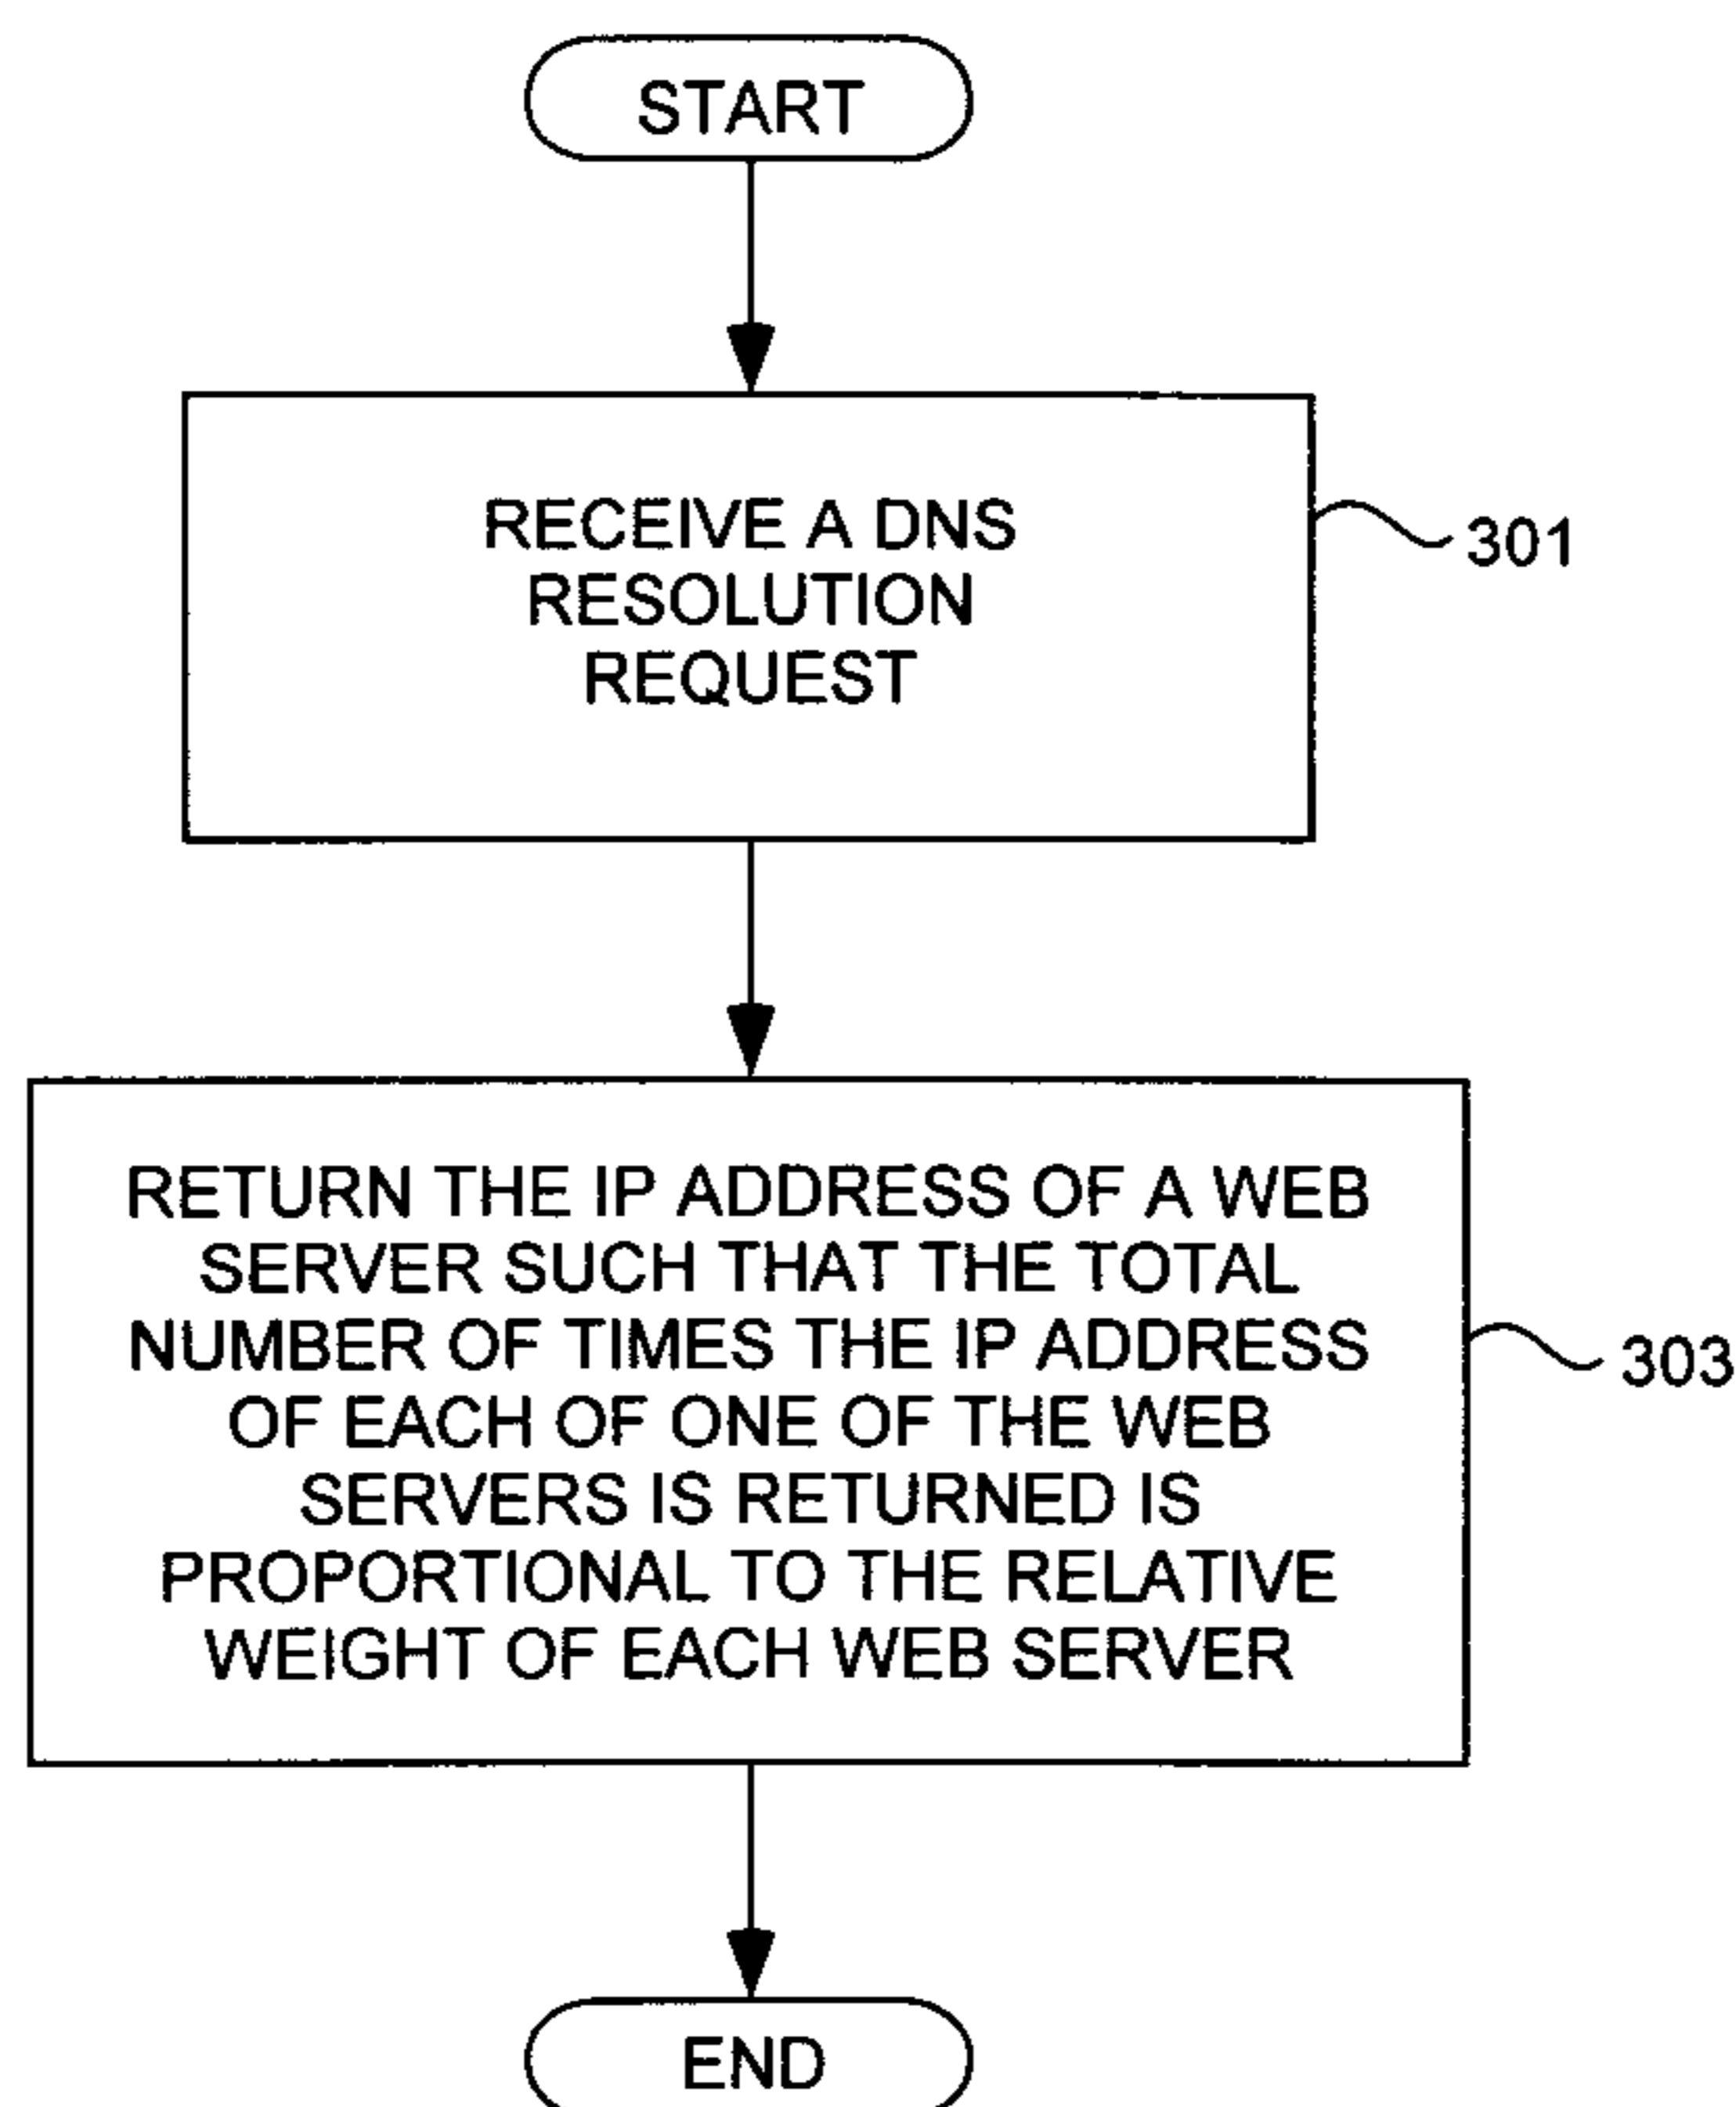 START
RECEIVE A DNS
RESOLUTION
REQUEST
301
RETURN THE IP ADDRESS OF A WEB
SERVER SUCH THAT THE TOTAL
NUMBER OF TIMES THE IP ADDRESS
OF EACH OF ONE OF THE WEB
SERVERS IS RETURNED IS
PROPORTIONAL TO THE RELATIVE
WEIGHT OF EACH WEB SERVER
303
END